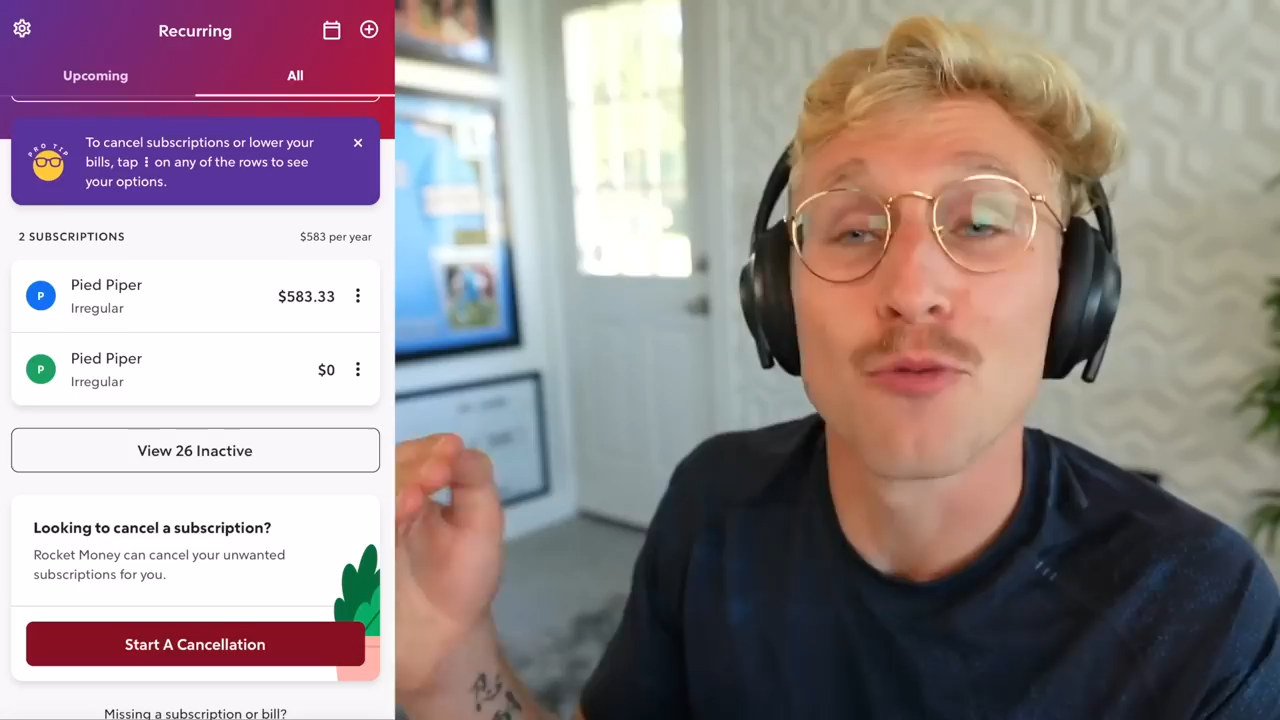 Recurring
Upcoming
All
PRO TIP
To cancel subscriptions or lower your
bills, tap ⋮ on any of the rows to see
your options.
2 SUBSCRIPTIONS
$583 per year
P
Pied Piper
Irregular
$583.33
P
Pied Piper
Irregular
$0
View 26 Inactive
Looking to cancel a subscription?
Rocket Money can cancel your unwanted
subscriptions for you.
Start A Cancellation
Missing a subscription or bill?